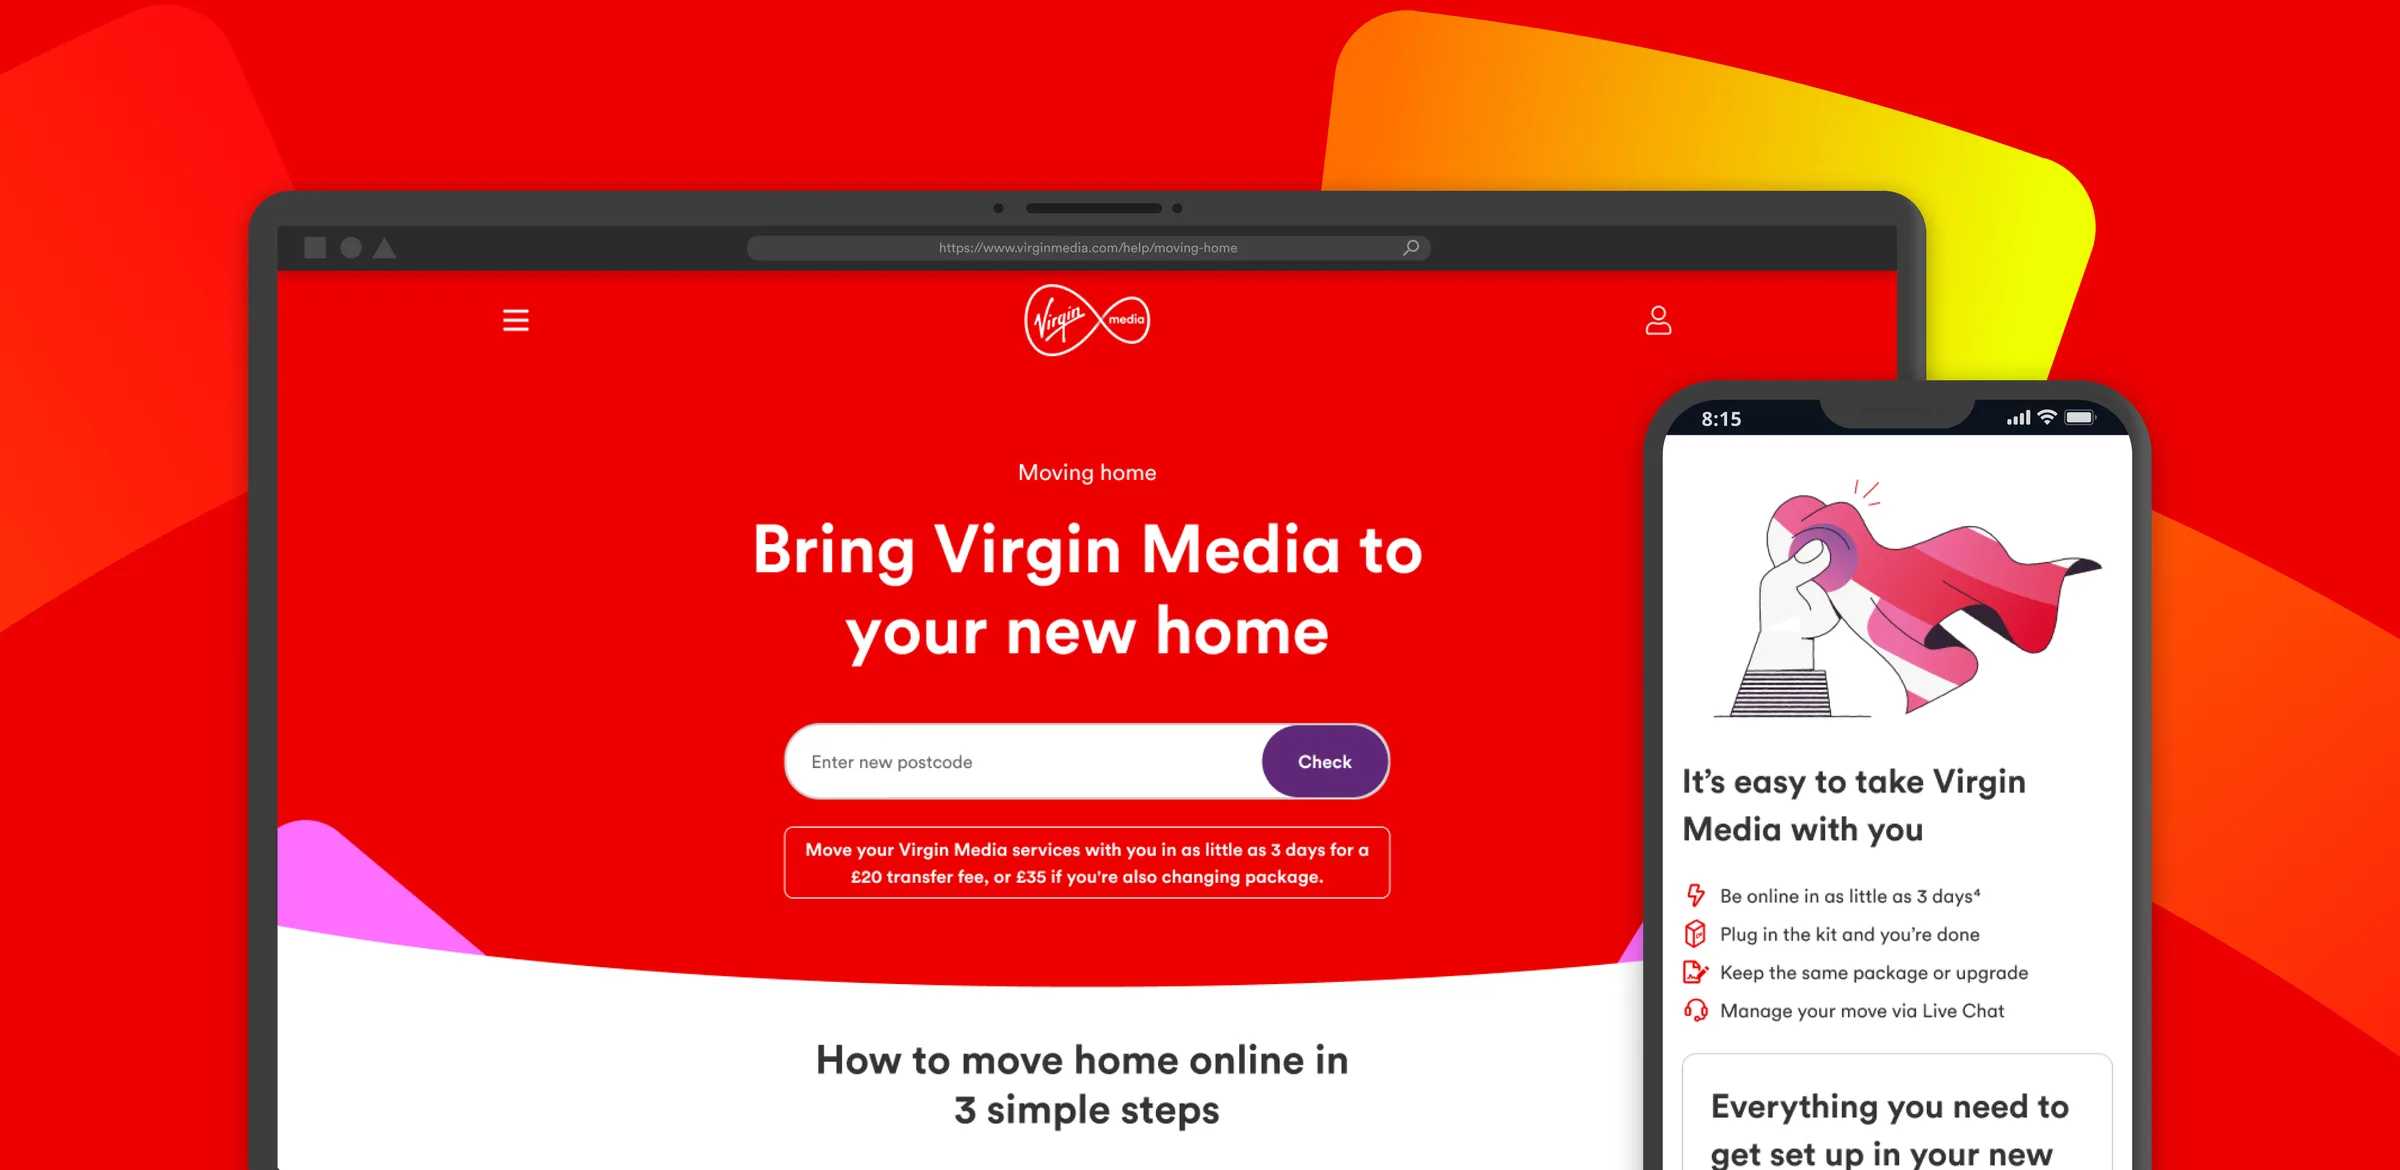 https://www.virginmedia.com/help/moving-home
Virgin media
Moving home
Bring Virgin Media to
your new home
Enter new postcode
Check
Move your Virgin Media services with you in as little as 3 days for a
£20 transfer fee, or £35 if you're also changing package.
How to move home online in
3 simple steps
8:15
It’s easy to take Virgin
Media with you
Be online in as little as 3 days⁴
Plug in the kit and you’re done
Keep the same package or upgrade
Manage your move via Live Chat
Everything you need to
get set up in your new